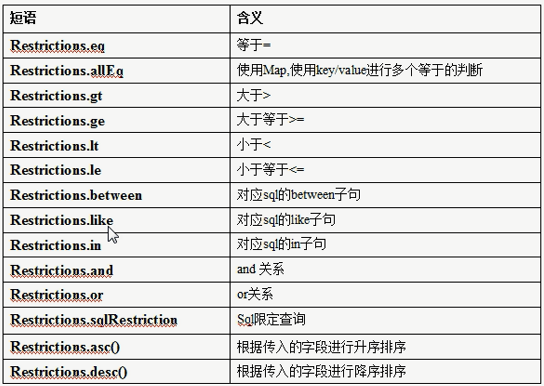 短语 含义
Restrictions.eq 等于=
Restrictions.allEq 使用Map,使用key/value进行多个等于的判断
Restrictions.gt 大于>
Restrictions.ge 大于等于>=
Restrictions.lt 小于<
Restrictions.le 小于等于<=
Restrictions.between 对应sql的between子句
Restrictions.like 对应sql的like子句
Restrictions.in 对应sql的in子句
Restrictions.and and 关系
Restrictions.or or关系
Restrictions.sqlRestriction Sql限定查询
Restrictions.asc() 根据传入的字段进行升序排序
Restrictions.desc() 根据传入的字段进行降序排序